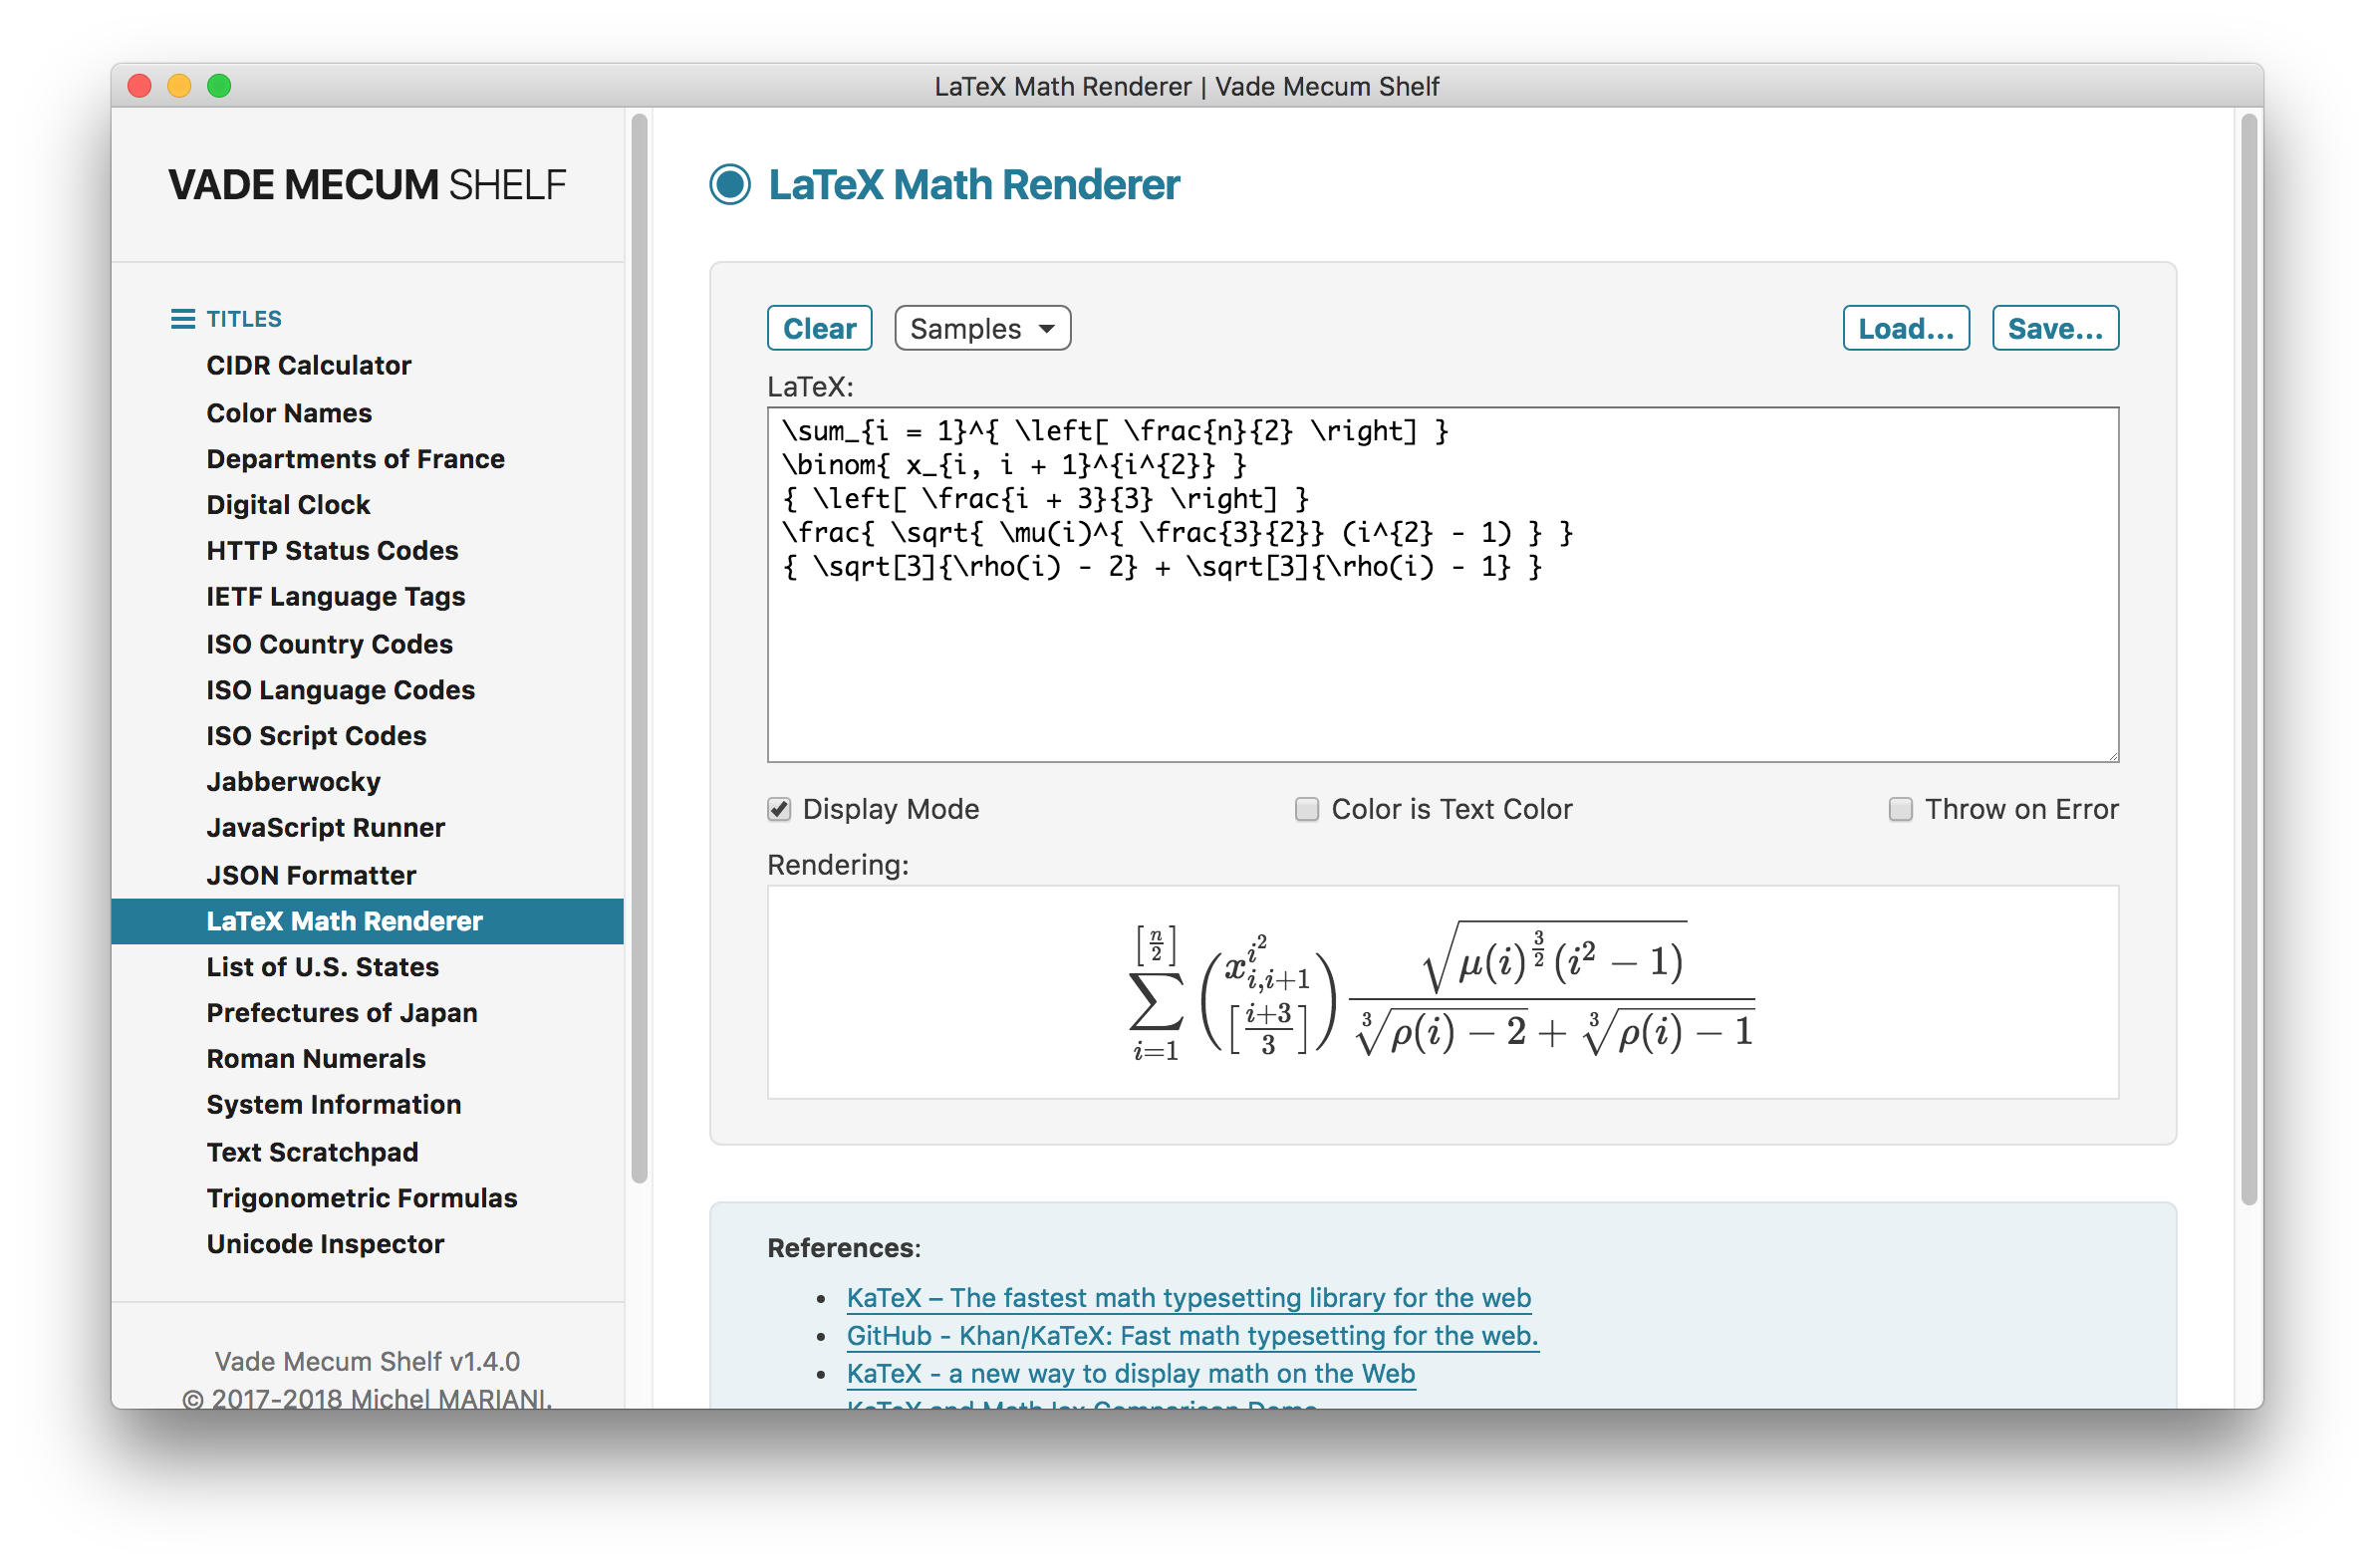 LaTeX Math Renderer | Vade Mecum Shelf
VADE MECUM SHELF
TITLES
CIDR Calculator
Color Names
Departments of France
Digital Clock
HTTP Status Codes
IETF Language Tags
ISO Country Codes
ISO Language Codes
ISO Script Codes
Jabberwocky
JavaScript Runner
JSON Formatter
LaTeX Math Renderer
List of U.S. States
Prefectures of Japan
Roman Numerals
System Information
Text Scratchpad
Trigonometric Formulas
Unicode Inspector
Vade Mecum Shelf v1.4.0
© 2017-2018 Michel MARIANI.
LaTeX Math Renderer
Clear Samples Load... Save...
LaTeX:
\sum_{i = 1}^{ \left[ \frac{n}{2} \right] }
\binom{ x_{i, i + 1}^{i^{2}} }
{ \left[ \frac{i + 3}{3} \right] }
\frac{ \sqrt{ \mu(i)^{ \frac{3}{2}} (i^{2} - 1) } }
{ \sqrt[3]{\rho(i) - 2} + \sqrt[3]{\rho(i) - 1} }
Display Mode Color is Text Color Throw on Error
Rendering:
\sum_{i=1}^{\left[\frac{n}{2}\right]} \binom{x_{i,i+1}^{i^{2}}}{\left[\frac{i+3}{3}\right]} \frac{\sqrt{\mu(i)^{\frac{3}{2}}(i^{2}-1)}}{\sqrt[3]{\rho(i)-2}+\sqrt[3]{\rho(i)-1}}
References:
KaTeX – The fastest math typesetting library for the web
GitHub - Khan/KaTeX: Fast math typesetting for the web.
KaTeX - a new way to display math on the Web
KaTeX and MathJax Comparison Demo